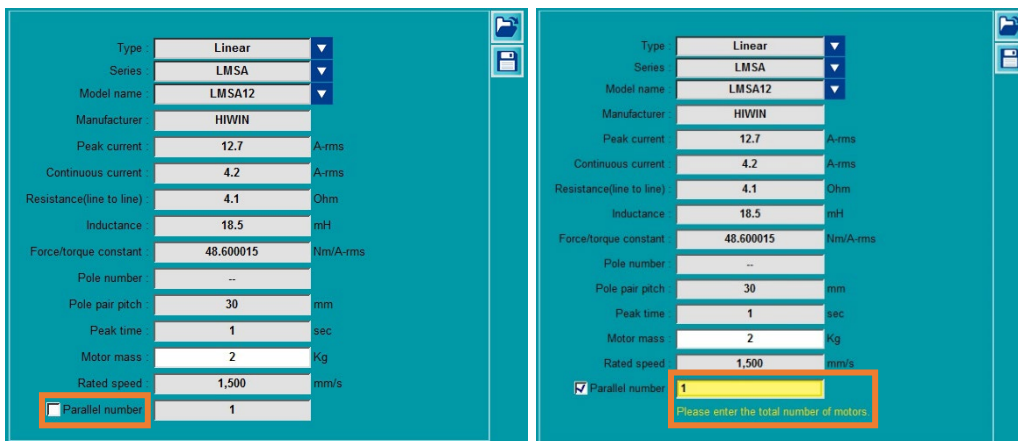 Type : Linear
Series : LMSA
Model name : LMSA12
Manufacturer : HIWIN
Peak current : 12.7 A-rms
Continuous current : 4.2 A-rms
Resistance(line to line) : 4.1 Ohm
Inductance : 18.5 mH
Force/torque constant : 48.600015 Nm/A-rms
Pole number : --
Pole pair pitch : 30 mm
Peak time : 1 sec
Motor mass : 2 Kg
Rated speed : 1,500 mm/s
Parallel number 1
Type : Linear
Series : LMSA
Model name : LMSA12
Manufacturer : HIWIN
Peak current : 12.7 A-rms
Continuous current : 4.2 A-rms
Resistance(line to line) : 4.1 Ohm
Inductance : 18.5 mH
Force/torque constant : 48.600015 Nm/A-rms
Pole number : --
Pole pair pitch : 30 mm
Peak time : 1 sec
Motor mass : 2 Kg
Rated speed : 1,500 mm/s
Parallel number 1
Please enter the total number of motors.